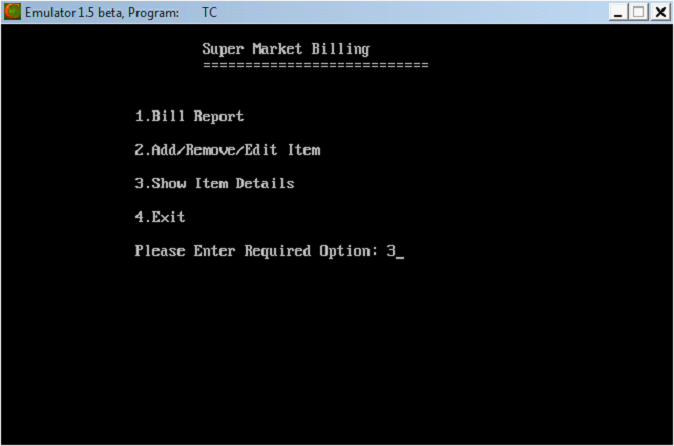 Emulator 1.5 beta, Program: TC
Super Market Billing
===========================
1.Bill Report
2.Add/Remove/Edit Item
3.Show Item Details
4.Exit
Please Enter Required Option: 3_